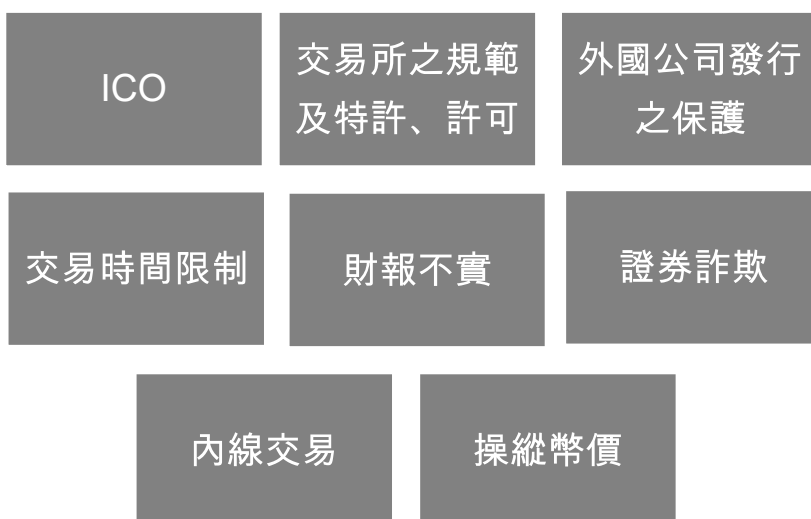 ICO
交易所之規範
及特許、許可
外國公司發行
之保護
交易時間限制
財報不實
證券詐欺
內線交易
操縱幣價